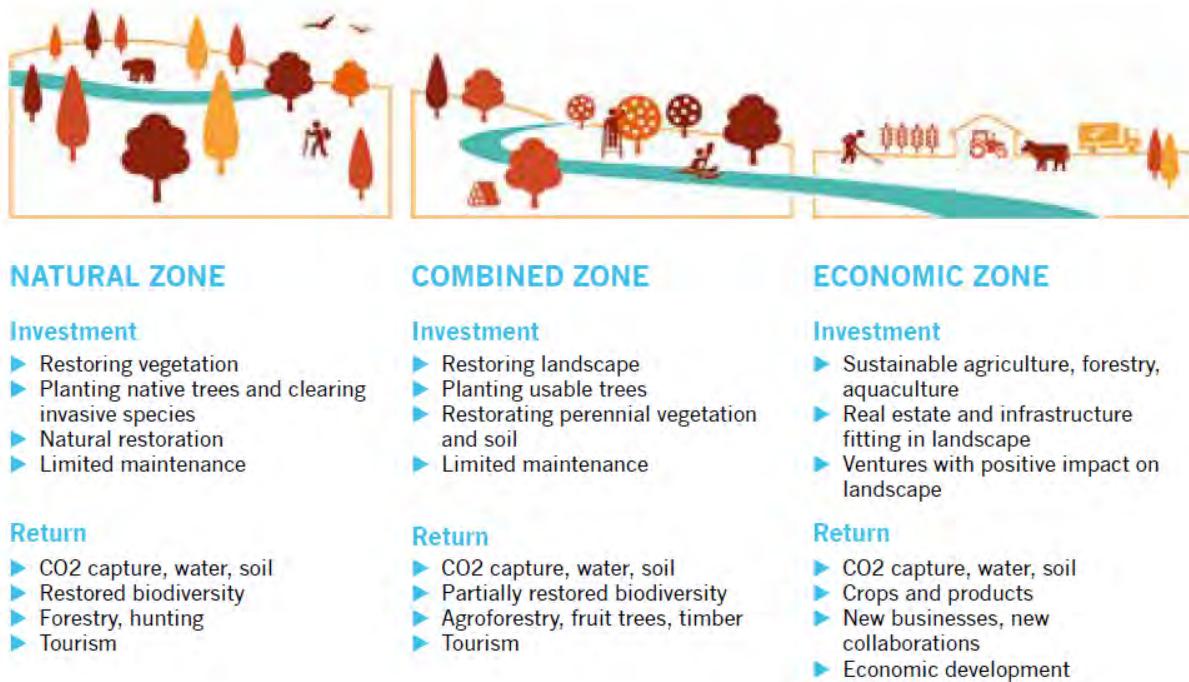 NATURAL ZONE
Investment
▶ Restoring vegetation
▶ Planting native trees and clearing
invasive species
▶ Natural restoration
▶ Limited maintenance
Return
▶ CO2 capture, water, soil
▶ Restored biodiversity
▶ Forestry, hunting
▶ Tourism
COMBINED ZONE
Investment
▶ Restoring landscape
▶ Planting usable trees
▶ Restorating perennial vegetation
and soil
▶ Limited maintenance
Return
▶ CO2 capture, water, soil
▶ Partially restored biodiversity
▶ Agroforestry, fruit trees, timber
▶ Tourism
ECONOMIC ZONE
Investment
▶ Sustainable agriculture, forestry,
aquaculture
▶ Real estate and infrastructure
fitting in landscape
▶ Ventures with positive impact on
landscape
Return
▶ CO2 capture, water, soil
▶ Crops and products
▶ New businesses, new
collaborations
▶ Economic development